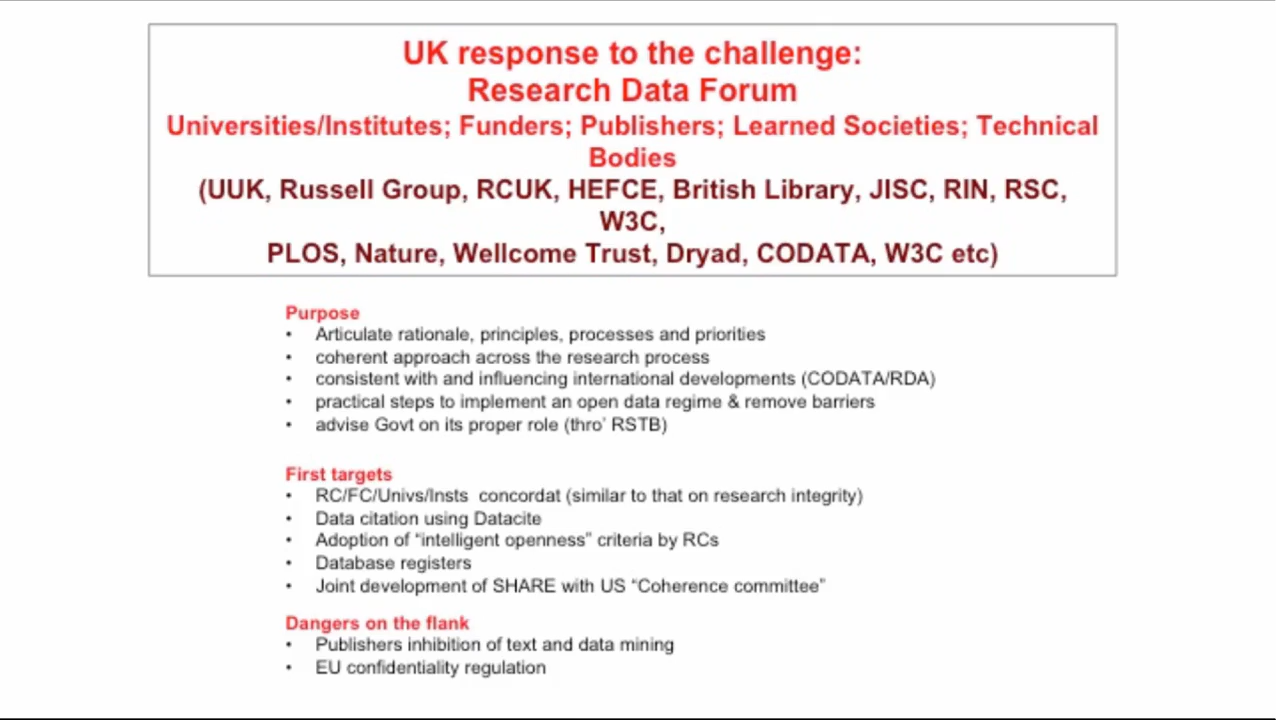 UK response to the challenge:
Research Data Forum
Universities/Institutes; Funders; Publishers; Learned Societies; Technical
Bodies
(UUK, Russell Group, RCUK, HEFCE, British Library, JISC, RIN, RSC,
W3C,
PLOS, Nature, Wellcome Trust, Dryad, CODATA, W3C etc)
Purpose
• Articulate rationale, principles, processes and priorities
• coherent approach across the research process
• consistent with and influencing international developments (CODATA/RDA)
• practical steps to implement an open data regime & remove barriers
• advise Govt on its proper role (thro’ RSTB)
First targets
• RC/FC/Univs/Insts concordat (similar to that on research integrity)
• Data citation using Datacite
• Adoption of “intelligent openness” criteria by RCs
• Database registers
• Joint development of SHARE with US “Coherence committee”
Dangers on the flank
• Publishers inhibition of text and data mining
• EU confidentiality regulation